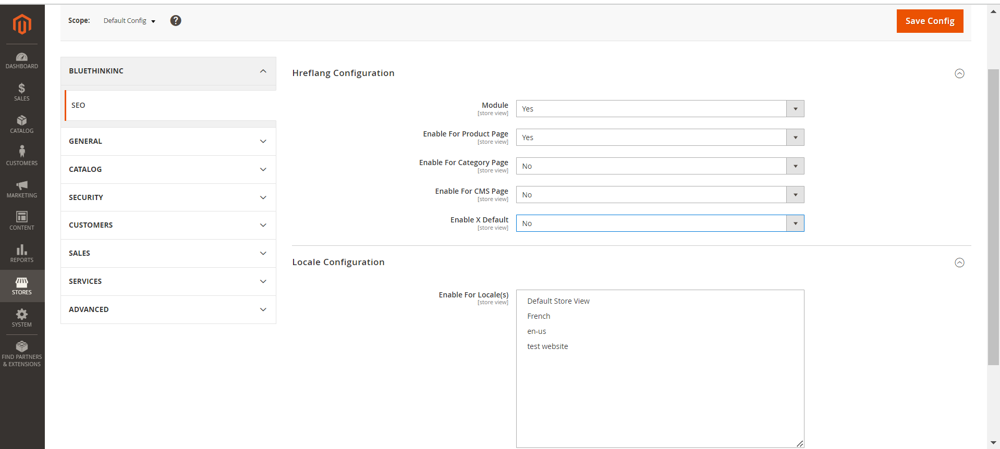 Scope: Default Config ?
Save Config
DASHBOARD
SALES
CATALOG
CUSTOMERS
MARKETING
CONTENT
REPORTS
STORES
SYSTEM
FIND PARTNERS
& EXTENSIONS
BLUETHINKINC
SEO
GENERAL
CATALOG
SECURITY
CUSTOMERS
SALES
SERVICES
ADVANCED
Hreflang Configuration
Module
[store view]
Yes
Enable For Product Page
[store view]
Yes
Enable For Category Page
[store view]
No
Enable For CMS Page
[store view]
No
Enable X Default
[store view]
No
Locale Configuration
Enable For Locale(s)
[store view]
Default Store View
French
en-us
test website